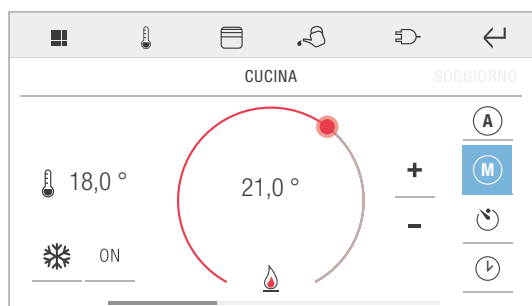 CUCINA SOGGIORNO
A
18,0 ° 21,0 ° + M
−
ON